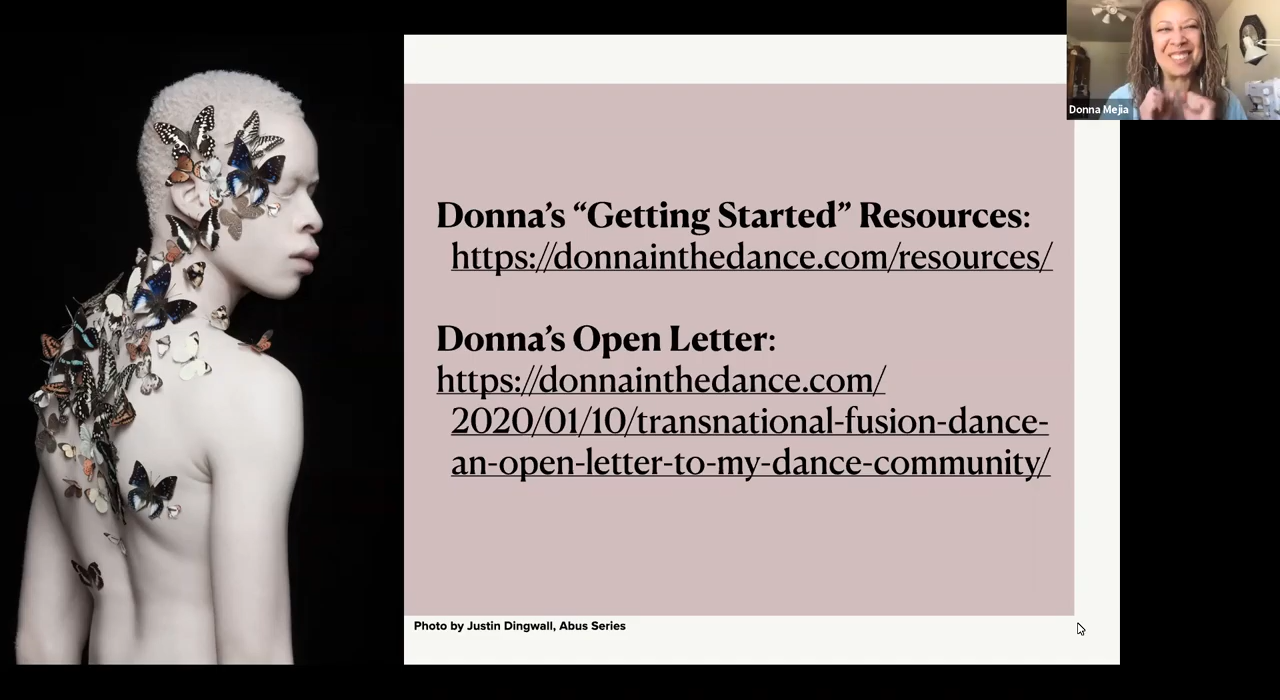 Donna Mejia
Donna’s “Getting Started” Resources:
https://donnainthedance.com/resources/
Donna’s Open Letter:
https://donnainthedance.com/
2020/01/10/transnational-fusion-dance-
an-open-letter-to-my-dance-community/
Photo by Justin Dingwall, Abus Series